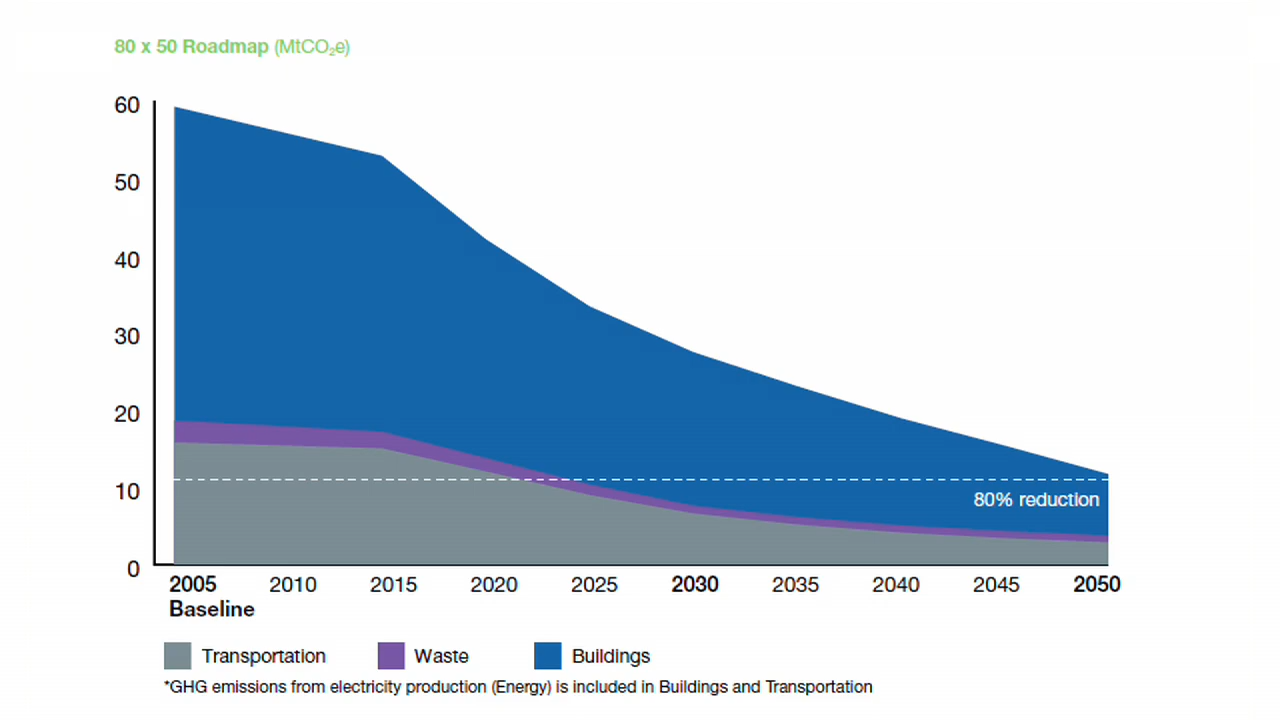 80 x 50 Roadmap (MtCO₂e)
60
50
40
30
20
10
0
80% reduction
2005 2010 2015 2020 2025 2030 2035 2040 2045 2050
Baseline
Transportation Waste Buildings
*GHG emissions from electricity production (Energy) is included in Buildings and Transportation